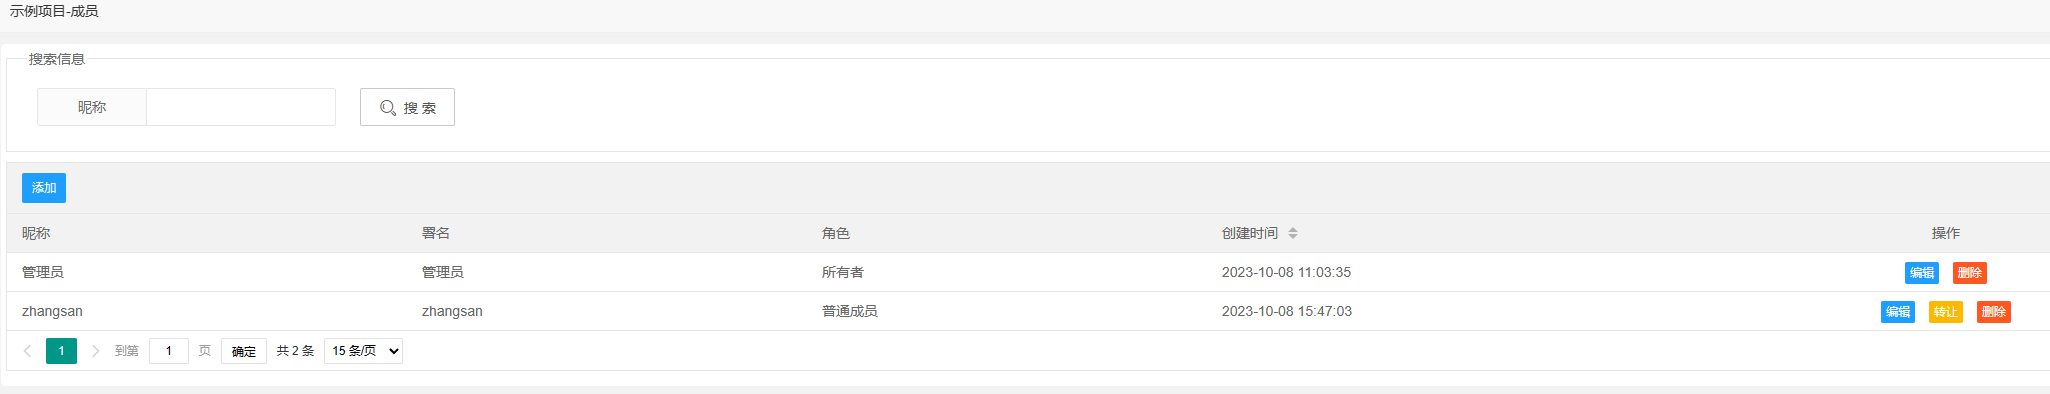 示例项目-成员
搜索信息
昵称 搜 索
添加
昵称 署名 角色 创建时间 操作
管理员 管理员 所有者 2023-10-08 11:03:35 编辑 删除
zhangsan zhangsan 普通成员 2023-10-08 15:47:03 编辑 转让 删除
1 到第 1 页 确定 共 2 条 15 条/页